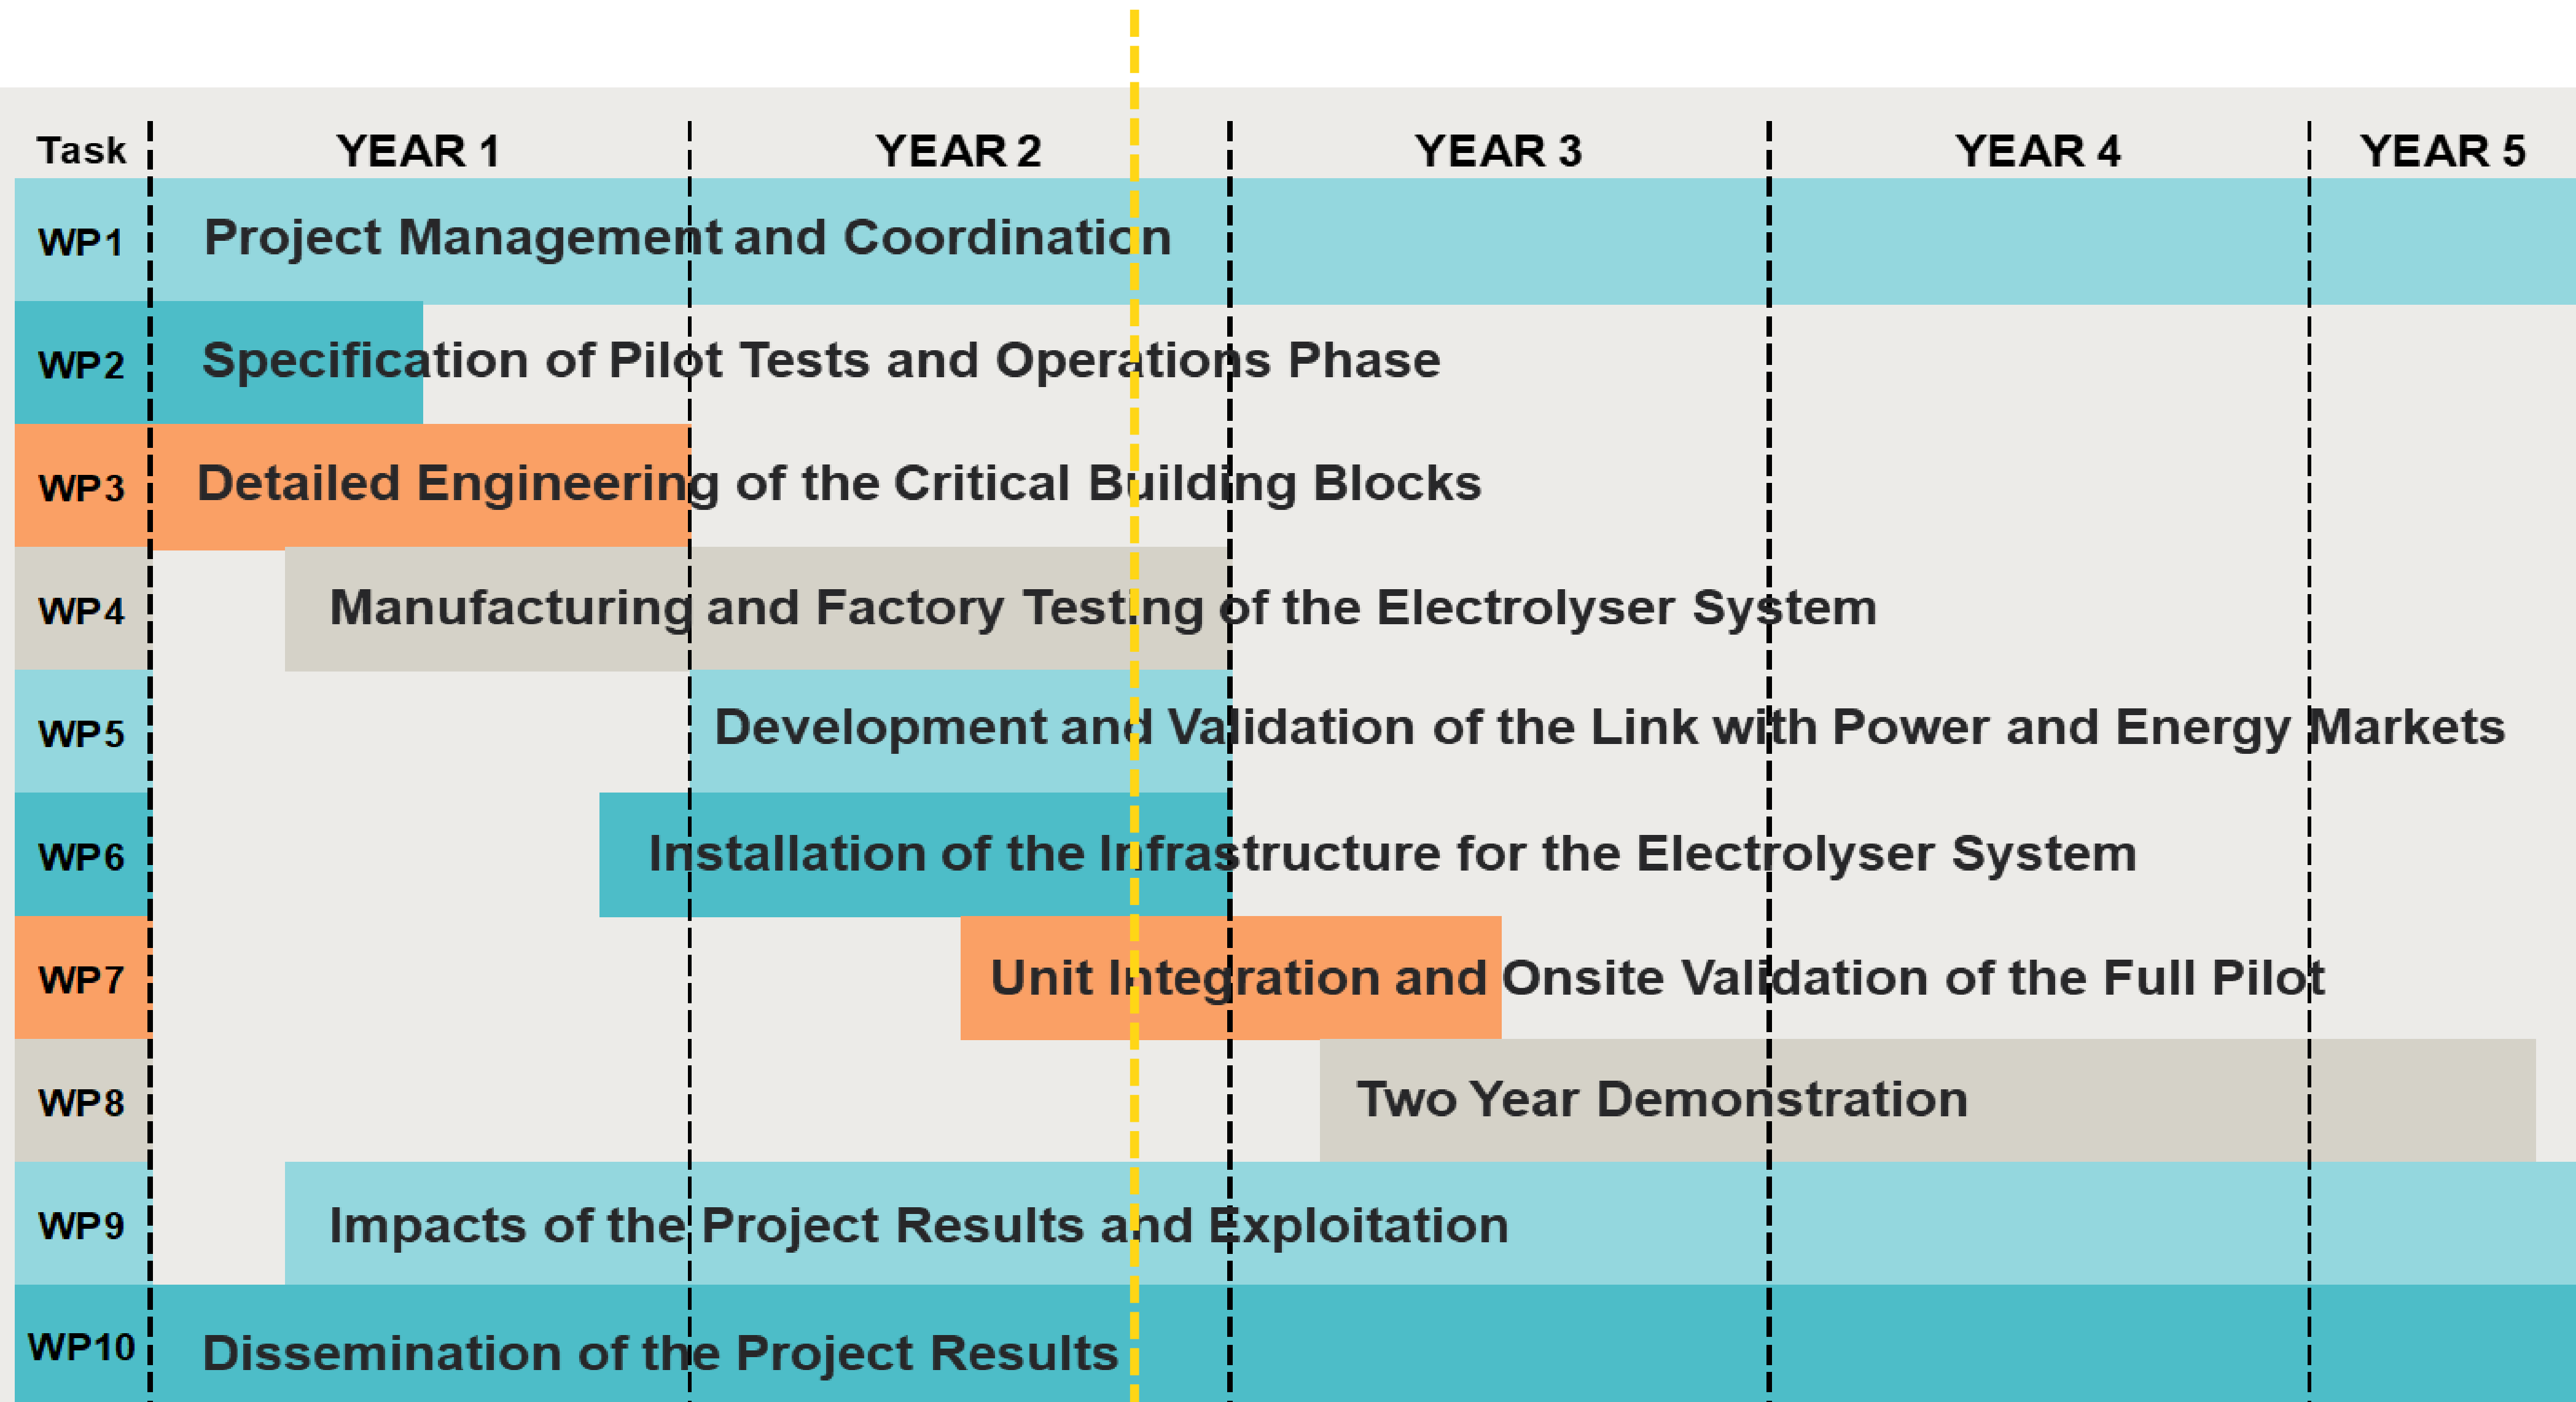 Task YEAR 1 YEAR 2 YEAR 3 YEAR 4 YEAR 5
WP1 Project Management and Coordination
WP2 Specification of Pilot Tests and Operations Phase
WP3 Detailed Engineering of the Critical Building Blocks
WP4 Manufacturing and Factory Testing of the Electrolyser System
WP5 Development and Validation of the Link with Power and Energy Markets
WP6 Installation of the Infrastructure for the Electrolyser System
WP7 Unit Integration and Onsite Validation of the Full Pilot
WP8 Two Year Demonstration
WP9 Impacts of the Project Results and Exploitation
WP10 Dissemination of the Project Results